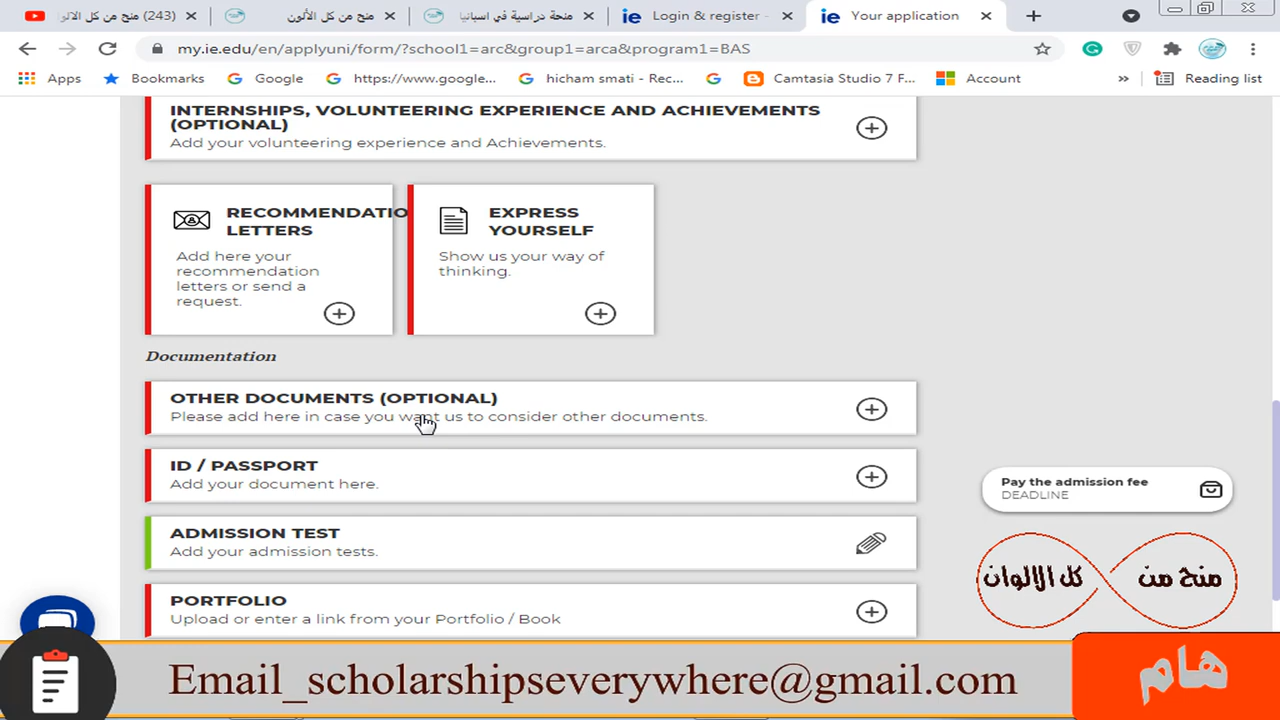 (243) منح من كل الالوا
منح من كل الألون
منحة دراسية في اسبانيا
ie Login & register -
ie Your application
my.ie.edu/en/applyuni/form/?school1=arc&group1=arca&program1=BAS
Apps Bookmarks Google https://www.google... hicham smati - Rec... Camtasia Studio 7 F... Account » Reading list
INTERNSHIPS, VOLUNTEERING EXPERIENCE AND ACHIEVEMENTS
(OPTIONAL)
Add your volunteering experience and Achievements.
RECOMMENDATIO
LETTERS
Add here your
recommendation
letters or send a
request.
EXPRESS
YOURSELF
Show us your way of
thinking.
Documentation
OTHER DOCUMENTS (OPTIONAL)
Please add here in case you want us to consider other documents.
ID / PASSPORT
Add your document here.
Pay the admission fee
DEADLINE
ADMISSION TEST
Add your admission tests.
منح من كل الالوان
PORTFOLIO
Upload or enter a link from your Portfolio / Book
Email_scholarshipseverywhere@gmail.com
هام